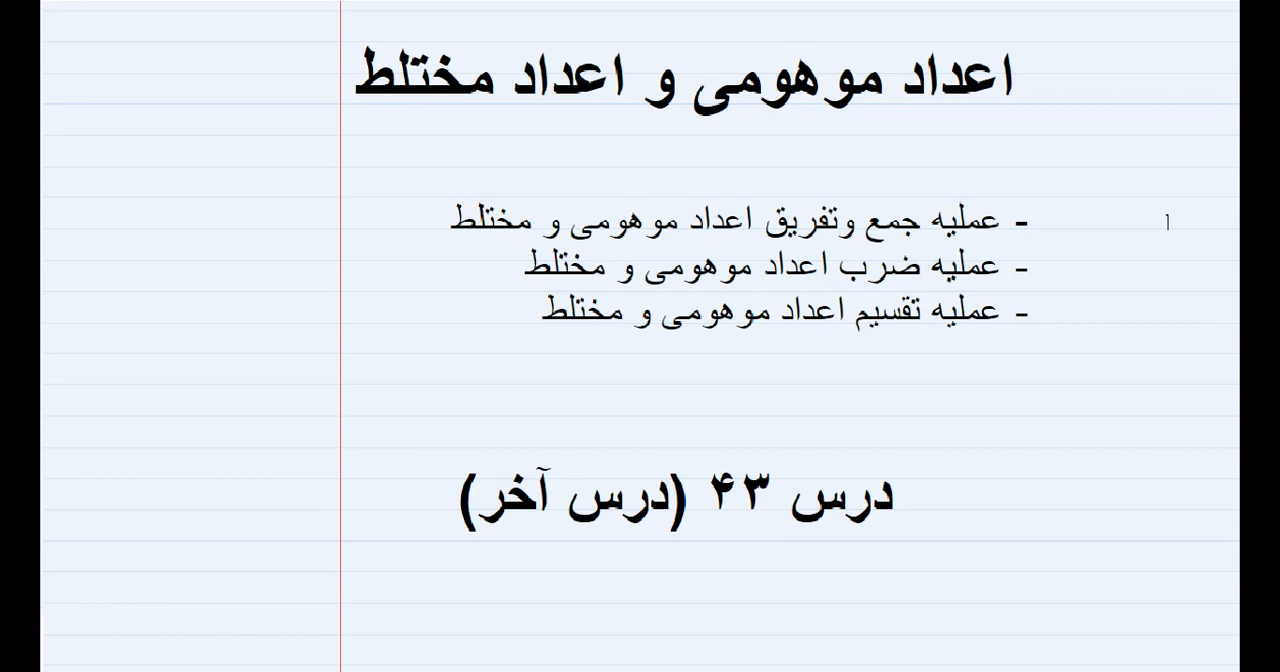 اعداد موهومی و اعداد مختلط
- عملیه جمع وتفریق اعداد موهومی و مختلط
- عملیه ضرب اعداد موهومی و مختلط
- عملیه تقسیم اعداد موهومی و مختلط
درس ۴۳ (درس آخر)